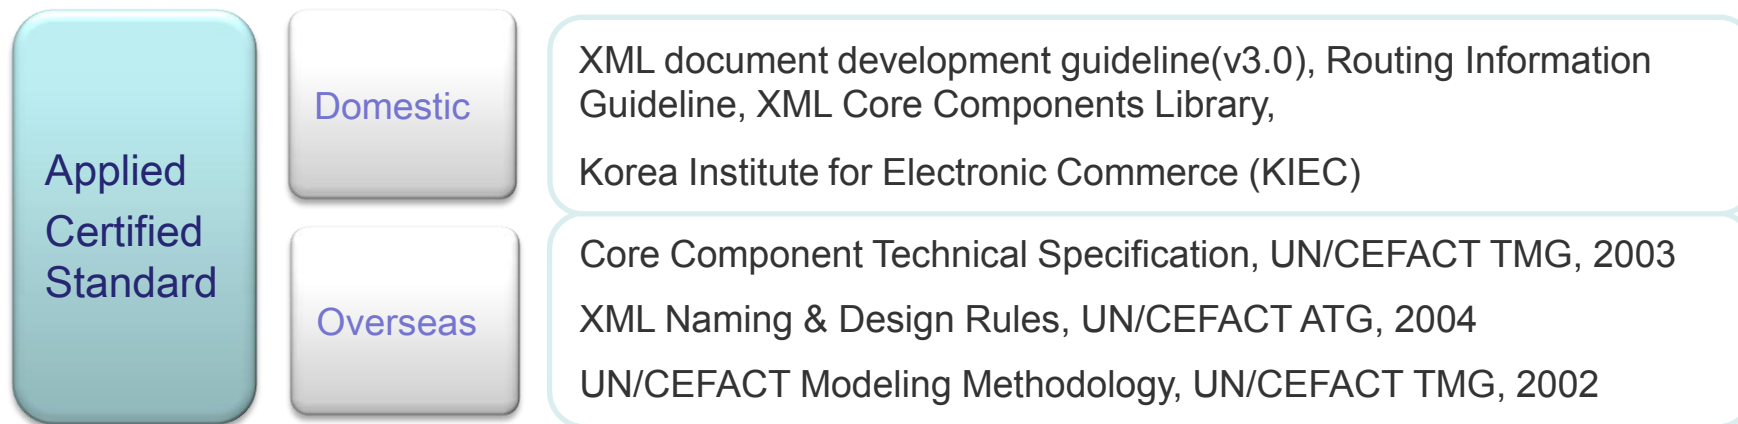 Applied
Certified
Standard
Domestic
XML document development guideline(v3.0), Routing Information
Guideline, XML Core Components Library,
Korea Institute for Electronic Commerce (KIEC)
Overseas
Core Component Technical Specification, UN/CEFACT TMG, 2003
XML Naming & Design Rules, UN/CEFACT ATG, 2004
UN/CEFACT Modeling Methodology, UN/CEFACT TMG, 2002